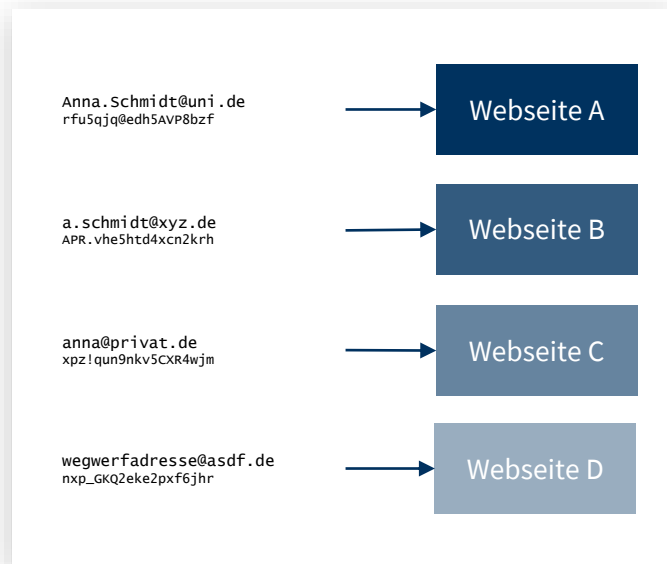 Anna.Schmidt@uni.de
rfu5qjq@edh5AVP8bzf
Webseite A
a.schmidt@xyz.de
APR.vhe5htd4xcn2krh
Webseite B
anna@privat.de
xpz!qun9nkv5CXR4wjm
Webseite C
wegwerfadresse@asdf.de
nxp_GKQ2eke2pxf6jhr
Webseite D